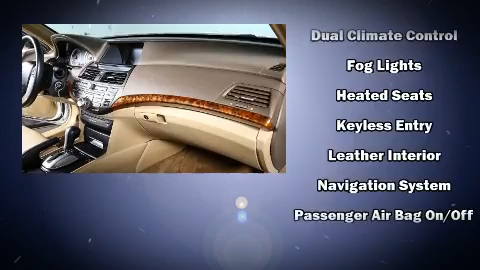 Dual Climate Control
Fog Lights
Heated Seats
Keyless Entry
Leather Interior
Navigation System
Passenger Air Bag On/Off